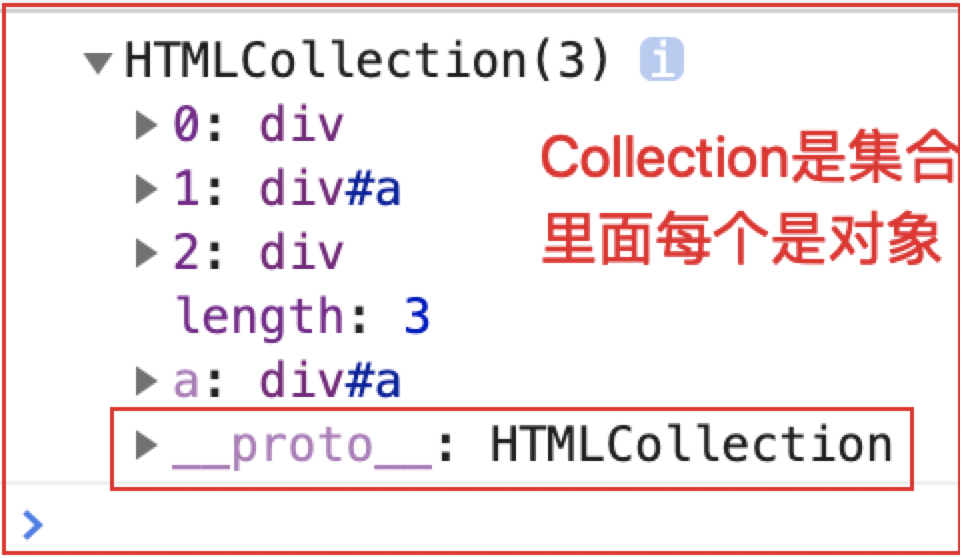 ▼HTMLCollection(3) i
▶0: div
▶1: div#a
Collection是集合
▶2: div
里面每个是对象
length: 3
▶a: div#a
▶__proto__: HTMLCollection
>